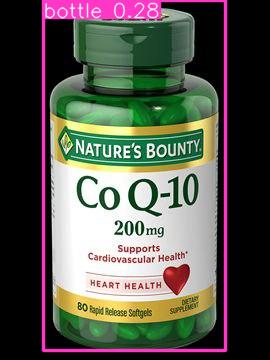 bottle 0.28
NATURE'S BOUNTY®
Co Q-10
200mg
Supports
Cardiovascular Health*
HEART HEALTH
80 Rapid Release Softgels
DIETARY
SUPPLEMENT